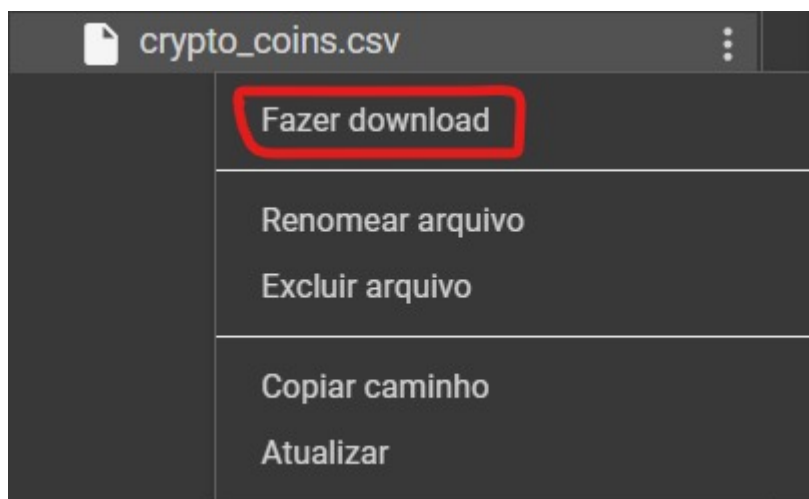 crypto_coins.csv
Fazer download
Renomear arquivo
Excluir arquivo
Copiar caminho
Atualizar